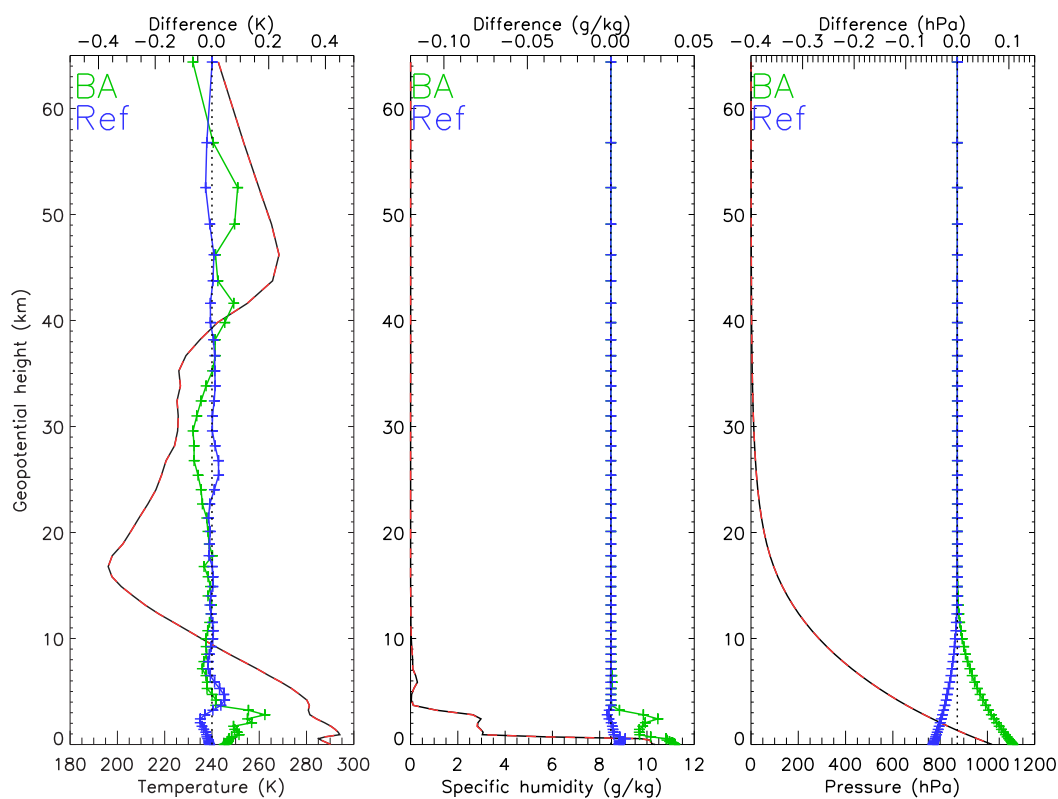 Difference (K)
-0.4 -0.2 0.0 0.2 0.4
BA
Ref
Geopotential height (km)
60
50
40
30
20
10
0
180 200 220 240 260 280 300
Temperature (K)
Difference (g/kg)
-0.10 -0.05 0.00 0.05
BA
Ref
60
50
40
30
20
10
0
0 2 4 6 8 10 12
Specific humidity (g/kg)
Difference (hPa)
-0.4 -0.3 -0.2 -0.1 0.0 0.1
BA
Ref
60
50
40
30
20
10
0
0 200 400 600 800 1000 1200
Pressure (hPa)